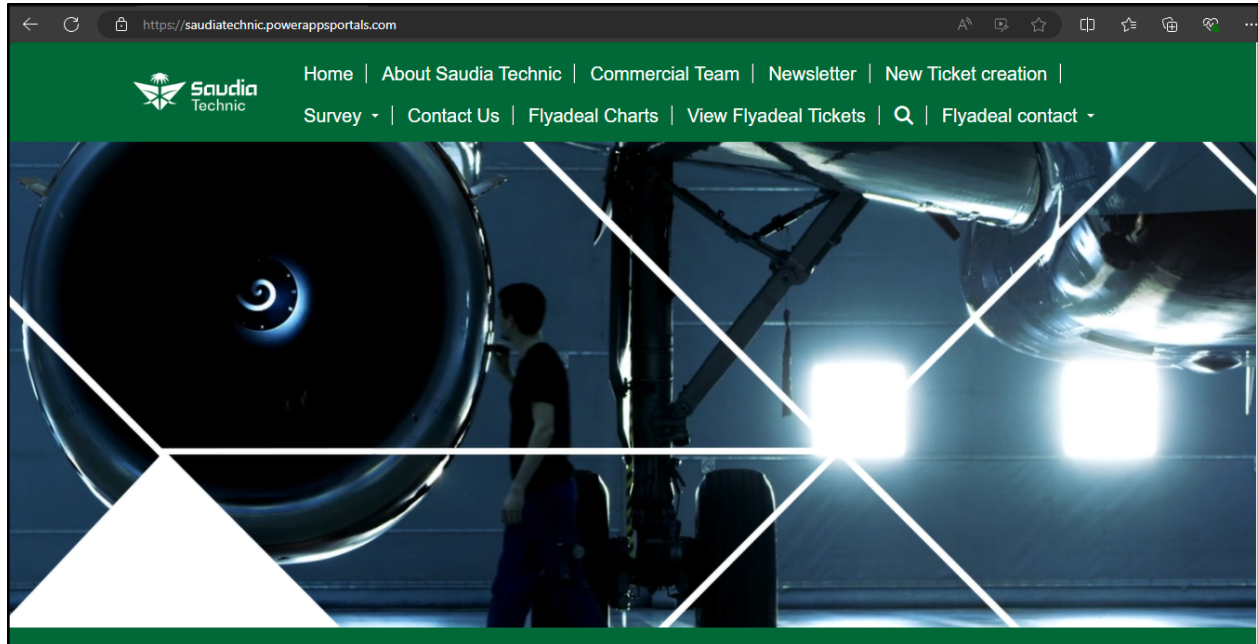 https://saudiatechnic.powerappsportals.com
Saudia
Technic
Home | About Saudia Technic | Commercial Team | Newsletter | New Ticket creation |
Survey | Contact Us | Flyadeal Charts | View Flyadeal Tickets | | Flyadeal contact